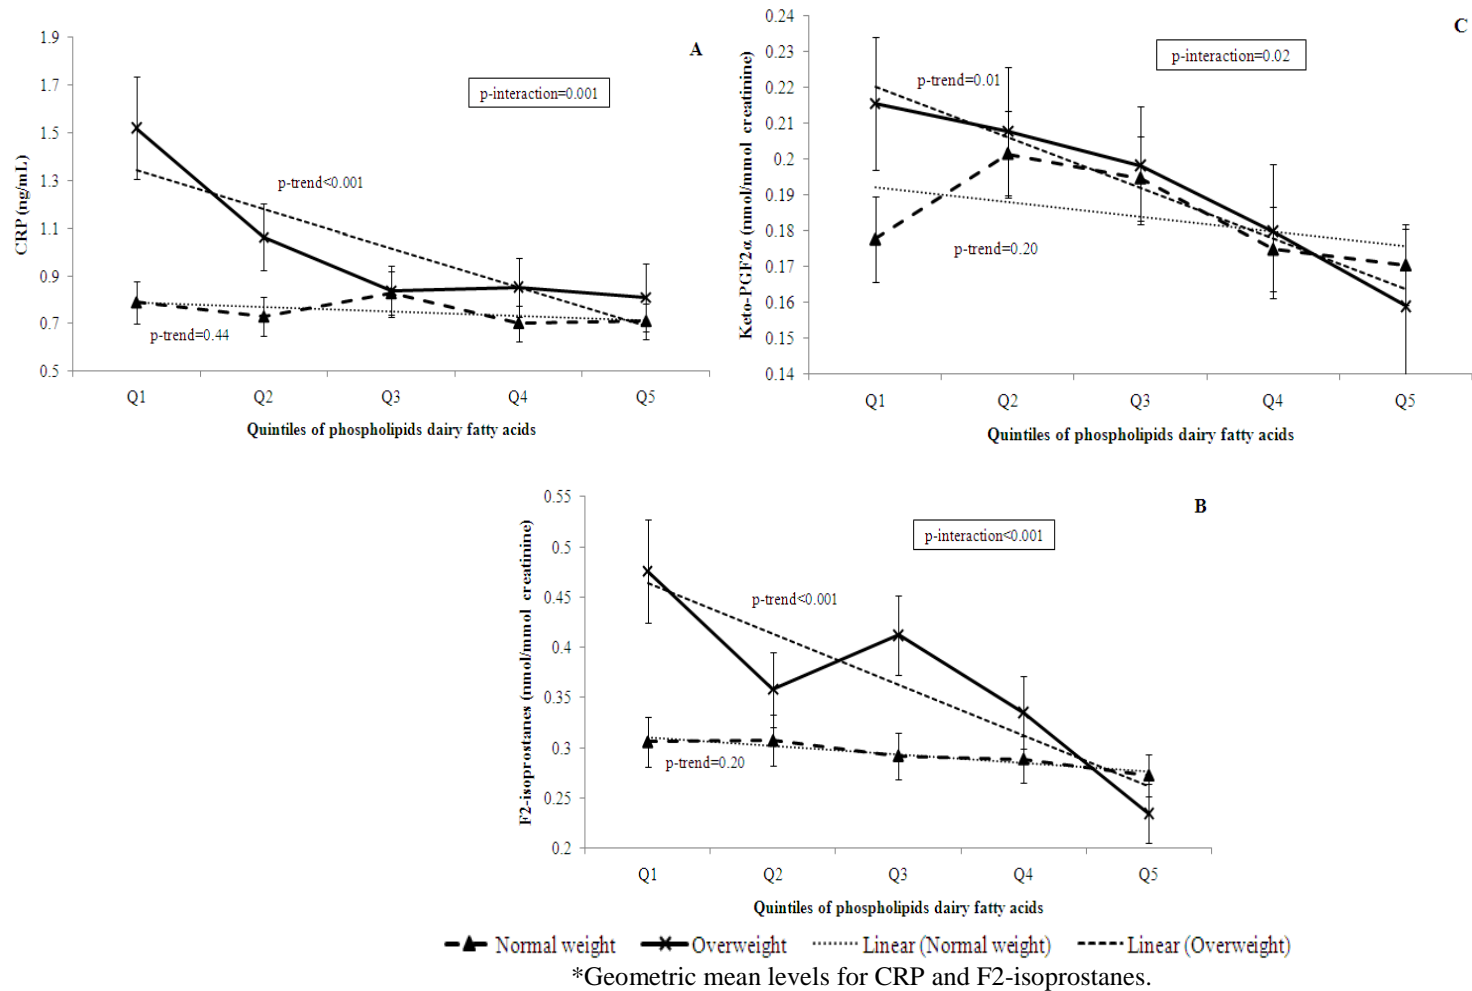 A
p-interaction=0.001
CRP (ng/mL)
1.9
1.7
1.5
1.3
1.1
0.9
0.7
0.5
p-trend<0.001
p-trend=0.44
Q1 Q2 Q3 Q4 Q5
Quintiles of phospholipids dairy fatty acids
C
p-interaction=0.02
Keto-PGF2α (nmol/mmol creatinine)
0.24
0.23
0.22
0.21
0.2
0.19
0.18
0.17
0.16
0.15
0.14
p-trend=0.01
p-trend=0.20
Q1 Q2 Q3 Q4 Q5
Quintiles of phospholipids dairy fatty acids
B
p-interaction<0.001
F2-isoprostanes (nmol/mmol creatinine)
0.55
0.5
0.45
0.4
0.35
0.3
0.25
0.2
p-trend<0.001
p-trend=0.20
Q1 Q2 Q3 Q4 Q5
Quintiles of phospholipids dairy fatty acids
Normal weight Overweight Linear (Normal weight) Linear (Overweight)
*Geometric mean levels for CRP and F2-isoprostanes.